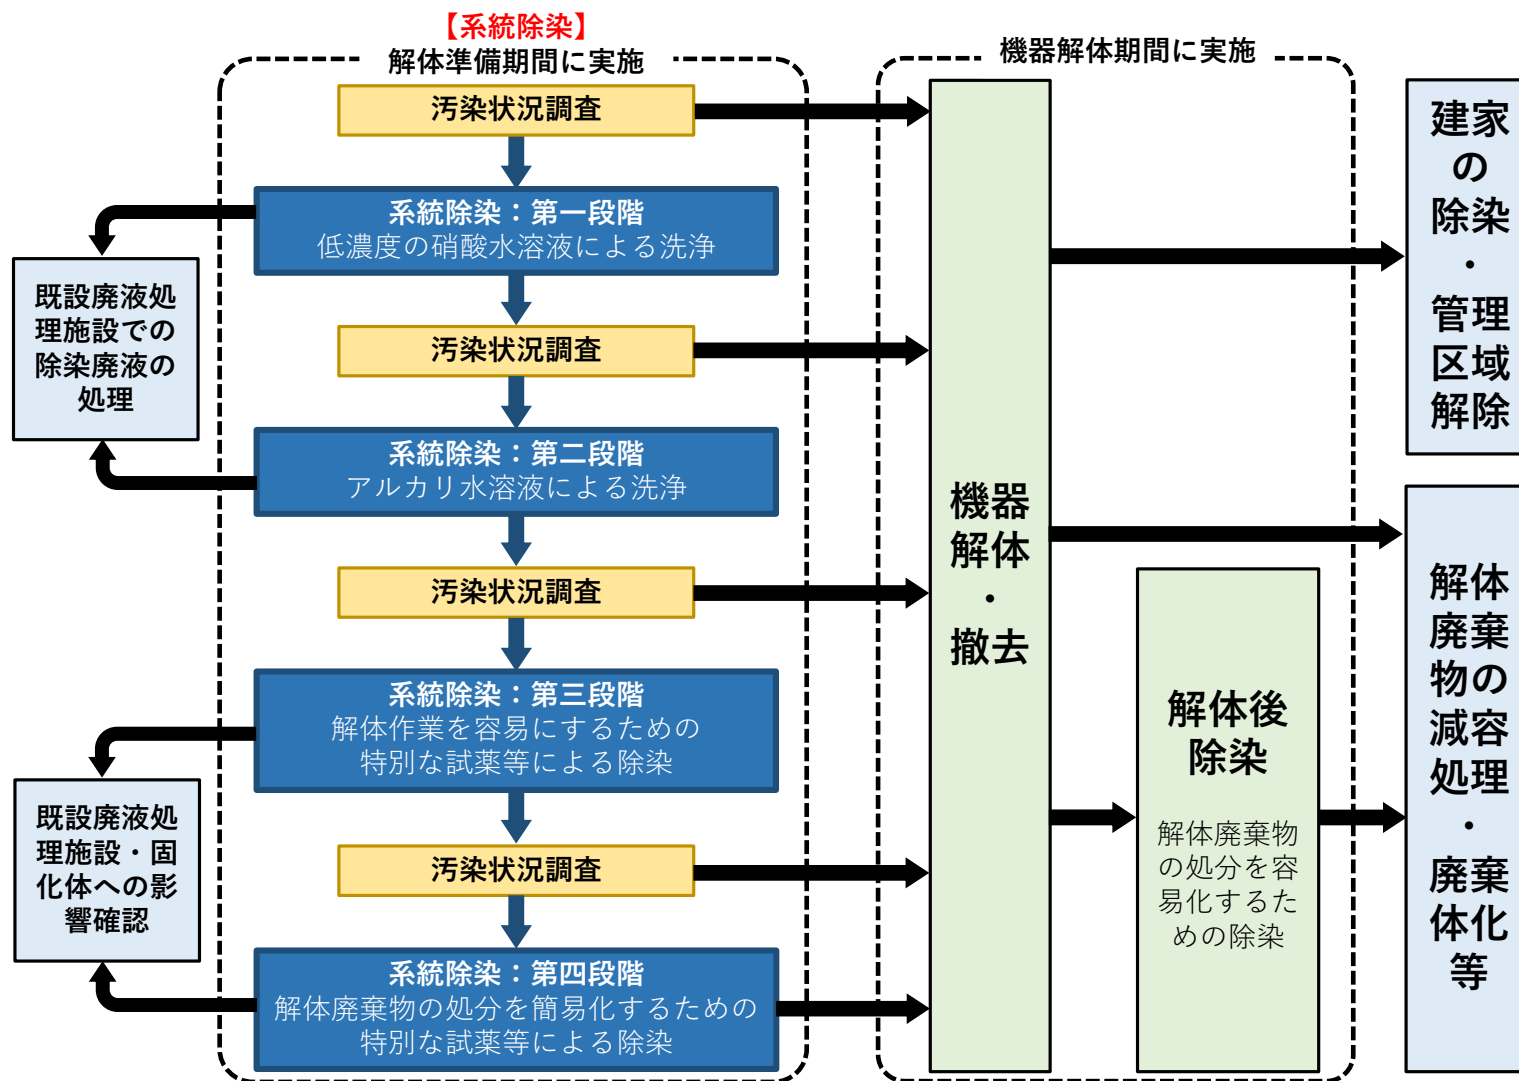 【系統除染】
解体準備期間に実施
汚染状況調査
系統除染：第一段階
低濃度の硝酸水溶液による洗浄
汚染状況調査
系統除染：第二段階
アルカリ水溶液による洗浄
汚染状況調査
系統除染：第三段階
解体作業を容易にするための
特別な試薬等による除染
汚染状況調査
系統除染：第四段階
解体廃棄物の処分を簡易化するための
特別な試薬等による除染
既設廃液処
理施設での
除染廃液の
処理
既設廃液処
理施設・固
化体への影
響確認
機器解体期間に実施
機器
解体
・
撤去
解体後
除染
解体廃棄物
の処分を容
易化するた
めの除染
建家
の
除染
・
管理
区域
解除
解体
廃棄
物の
減容
処理
・
廃棄
体化
等